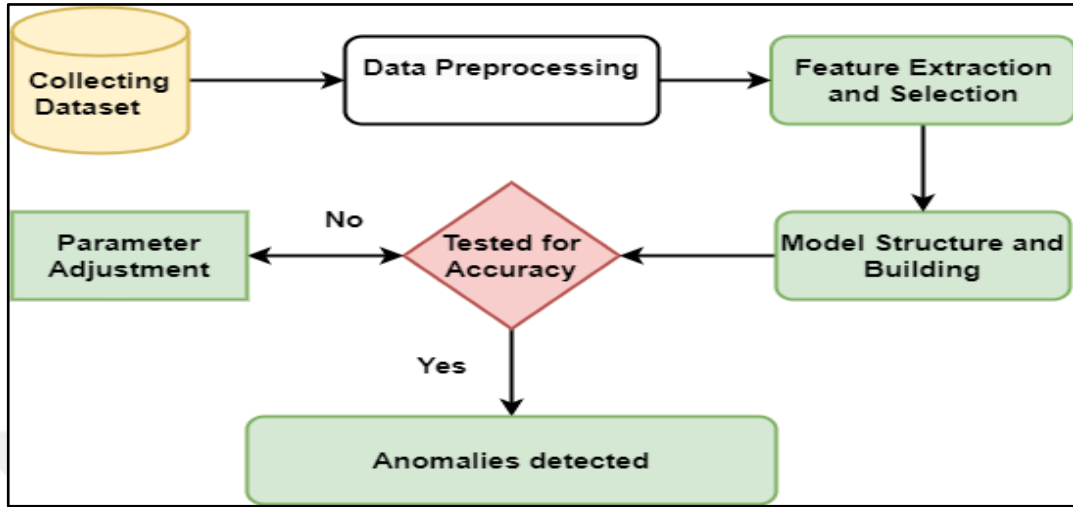 Collecting
Dataset
Data Preprocessing
Feature Extraction
and Selection
Model Structure and
Building
Tested for
Accuracy
No
Parameter
Adjustment
Yes
Anomalies detected